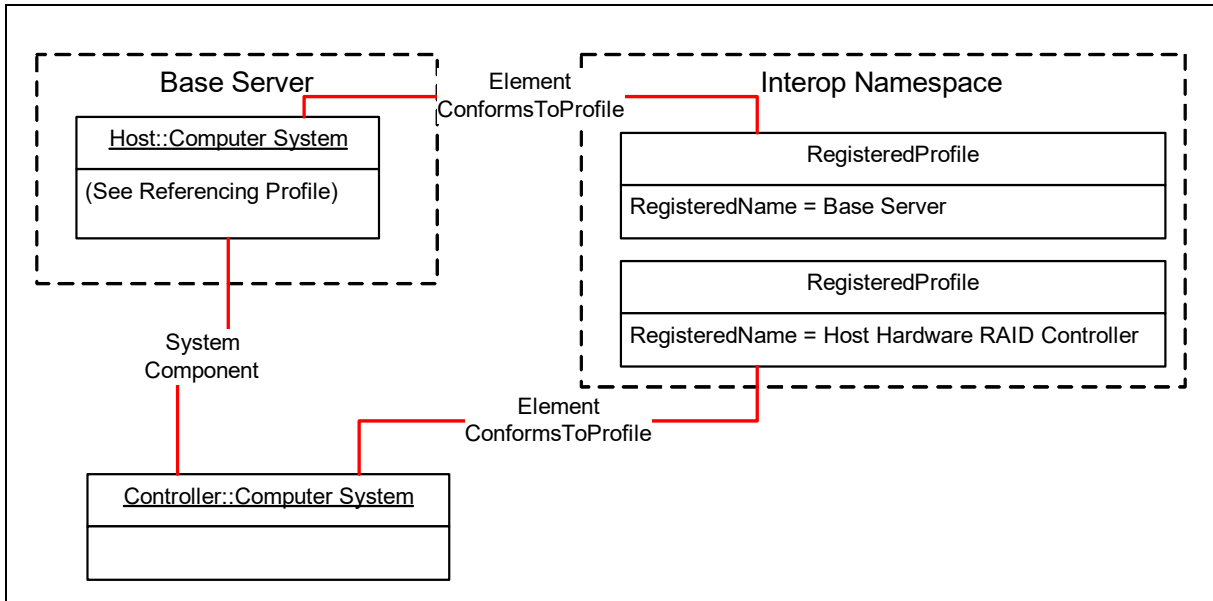 Base Server
Element
ConformsToProfile
Interop Namespace
Host::Computer System
(See Referencing Profile)
RegisteredProfile
RegisteredName = Base Server
RegisteredProfile
RegisteredName = Host Hardware RAID Controller
System
Component
Element
ConformsToProfile
Controller::Computer System